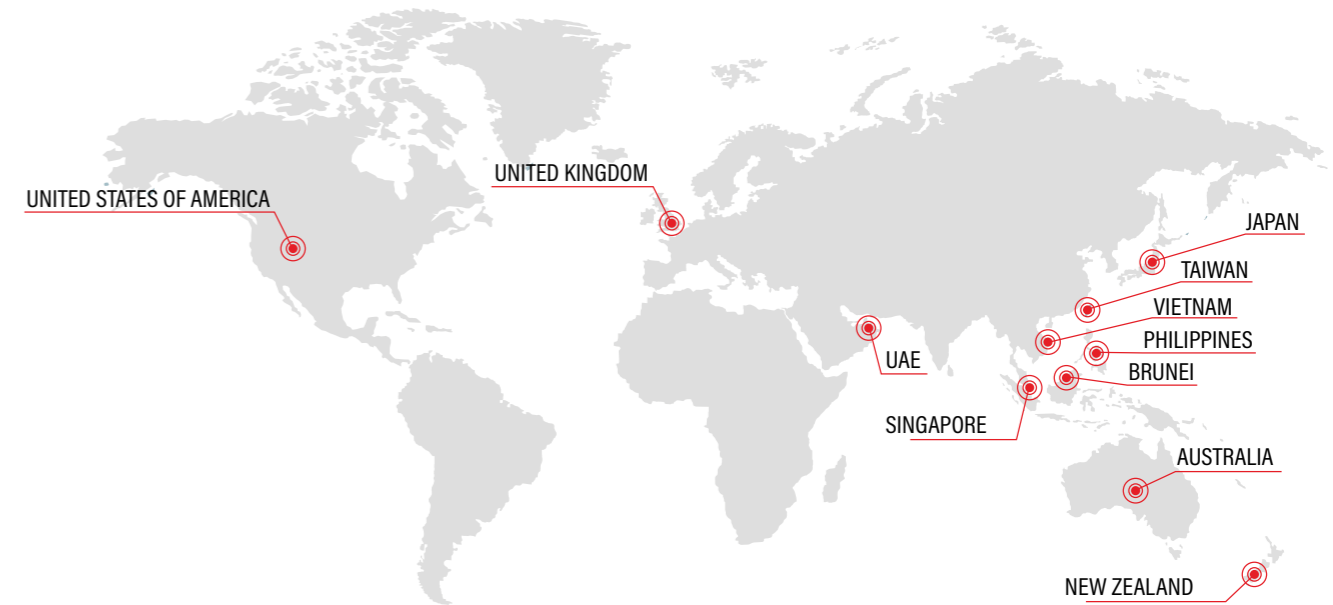 UNITED KINGDOM
UNITED STATES OF AMERICA
JAPAN
TAIWAN
VIETNAM
PHILIPPINES
UAE
BRUNEI
SINGAPORE
AUSTRALIA
NEW ZEALAND